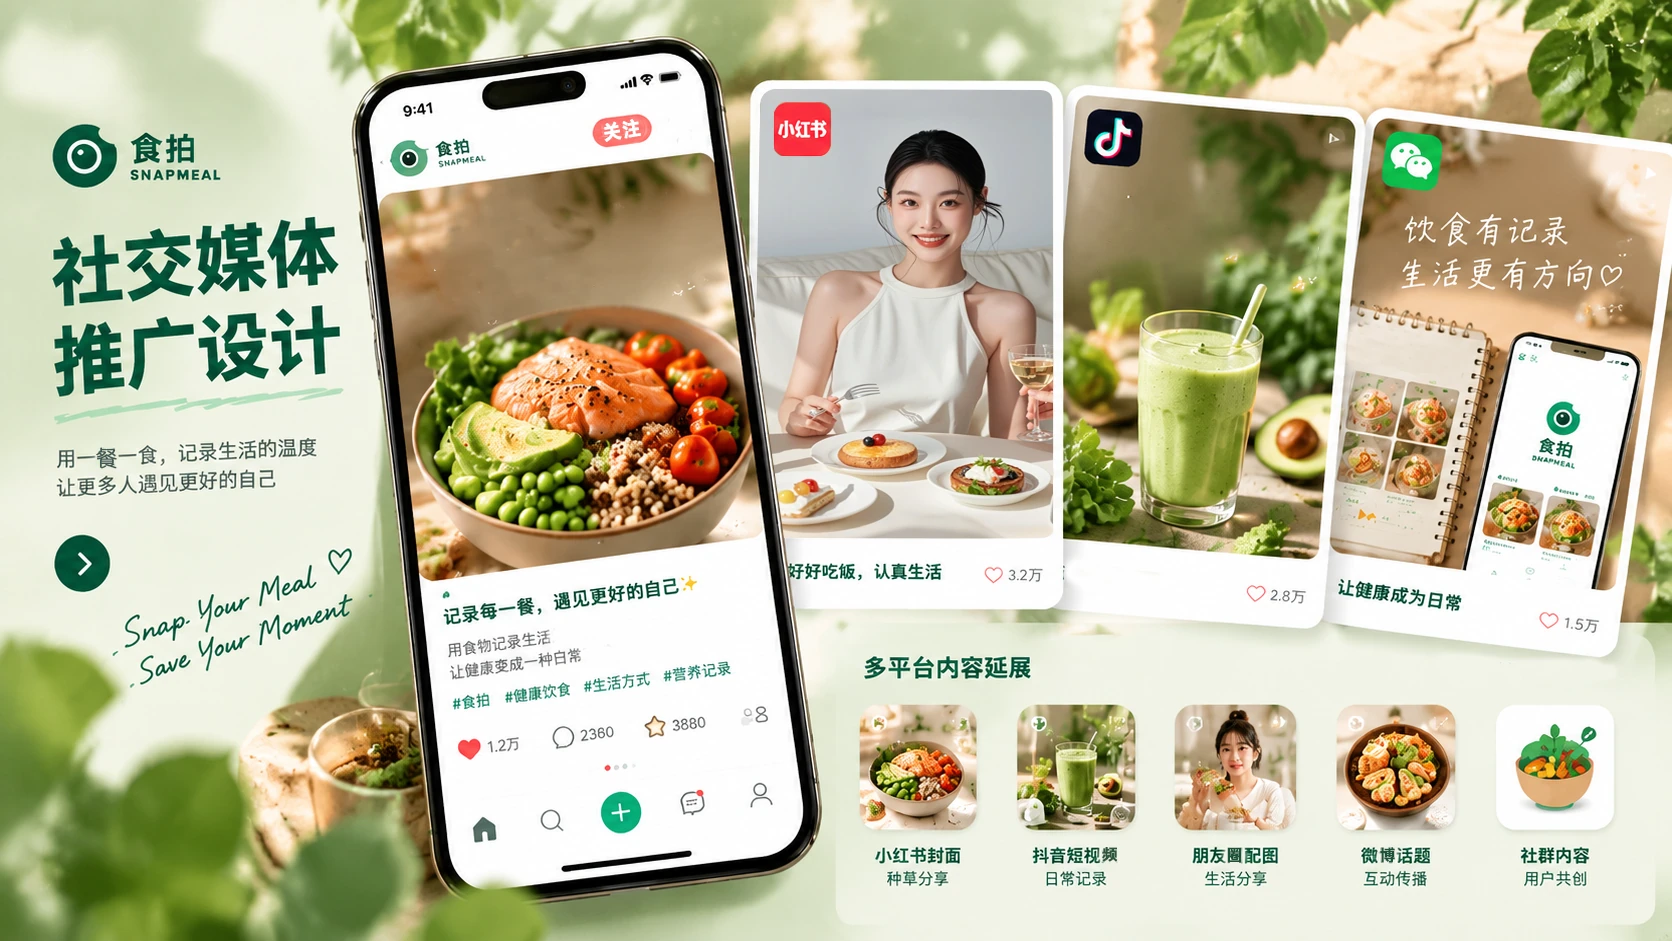 食拍
SNAPMEAL
社交媒体
推广设计
用一餐一食，记录生活的温度
让更多人遇见更好的自己
Snap Your Meal ♡
Save Your Moment
9:41
食拍
SNAPMEAL
关注
记录每一餐，遇见更好的自己✨
用食物记录生活
让健康变成一种日常
#食拍 #健康饮食 #生活方式 #营养记录
1.2万 2360 3880
小红书
好好吃饭，认真生活 3.2万
2.8万
饮食有记录
生活更有方向♡
食拍
SNAPMEAL
让健康成为日常
1.5万
多平台内容延展
小红书封面
种草分享
抖音短视频
日常记录
朋友圈配图
生活分享
微博话题
互动传播
社群内容
用户共创